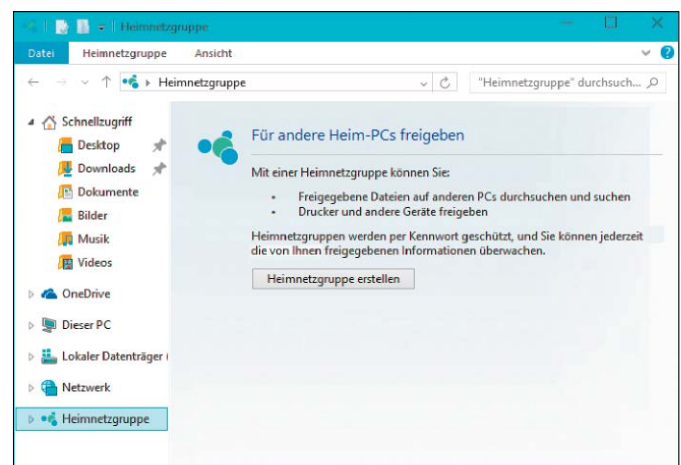 Heimnetzgruppe
Datei Heimnetzgruppe Ansicht
Heimnetzgruppe
"Heimnetzgruppe" durchsuch...
Schnellzugriff
Desktop
Downloads
Dokumente
Bilder
Musik
Videos
OneDrive
Dieser PC
Lokaler Datenträger (
Netzwerk
Heimnetzgruppe
Für andere Heim-PCs freigeben
Mit einer Heimnetzgruppe können Sie:
• Freigegebene Dateien auf anderen PCs durchsuchen und suchen
• Drucker und andere Geräte freigeben
Heimnetzgruppen werden per Kennwort geschützt, und Sie können jederzeit
die von Ihnen freigegebenen Informationen überwachen.
Heimnetzgruppe erstellen